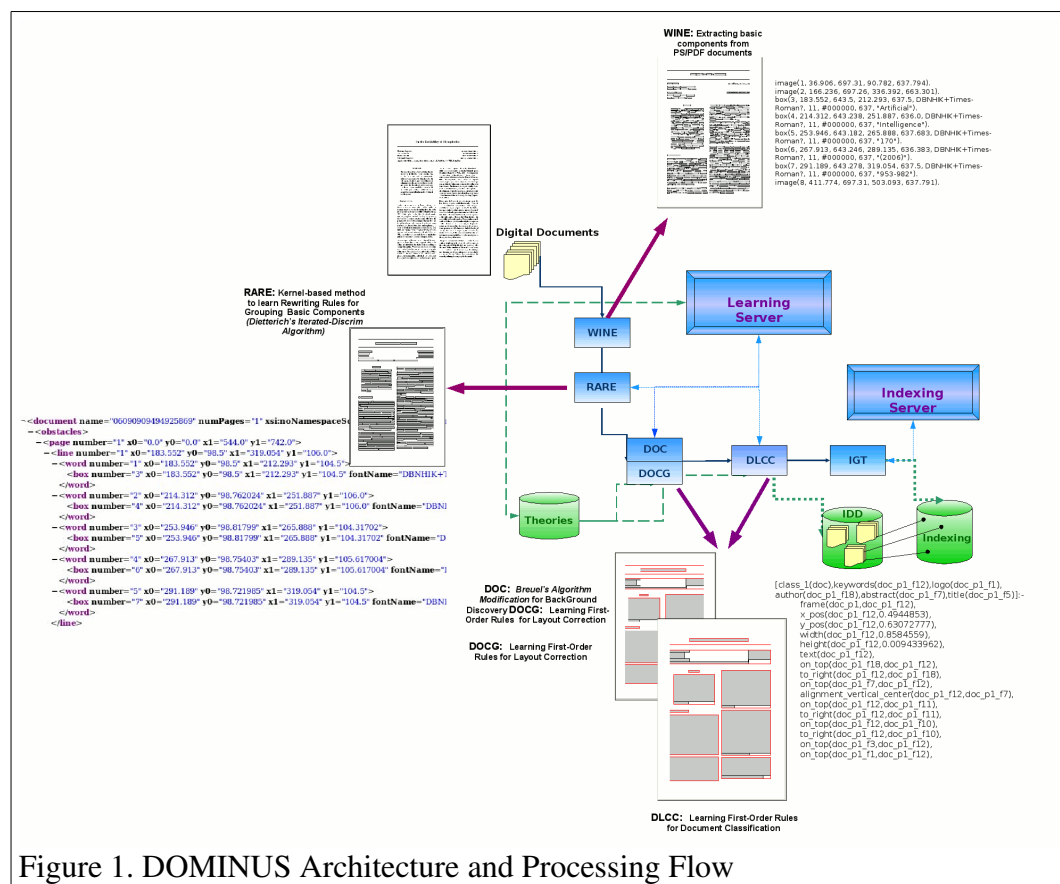 WINE: Extracting basic
components from
PS/PDF documents
image(1, 36.906, 697.31, 90.782, 637.794).
image(2, 166.236, 697.26, 336.392, 663.301).
box(3, 183.552, 643.5, 212.293, 637.5, DBNHIK+Times-
Roman?, 11, #000000, 637, "Artificial").
box(4, 214.312, 643.238, 251.887, 636.0, DBNHIK+Times-
Roman?, 11, #000000, 637, "Intelligence").
box(5, 253.946, 643.182, 265.888, 637.683, DBNHIK+Times-
Roman?, 11, #000000, 637, "170").
box(6, 267.913, 643.246, 289.135, 636.383, DBNHIK+Times-
Roman?, 11, #000000, 637, "(2006)").
box(7, 291.189, 643.278, 319.054, 637.5, DBNHIK+Times-
Roman?, 11, #000000, 637, "953-982").
image(8, 411.774, 697.31, 503.093, 637.791).
Digital Documents
RARE: Kernel-based method
to learn Rewriting Rules for
Grouping Basic Components
(Dietterich's Iterated-Discrim
Algorithm)
Learning
Server
WINE
RARE
Indexing
Server
DOC
DOCG
DLCC
IGT
Theories
IDD
Indexing
-<document name="06090909494925869" numPages="1" xsi:noNamespaceSc
-<obstacles>
-<page number="1" x0="0.0" y0="0.0" x1="544.0" y1="742.0">
-<line number="1" x0="183.552" y0="98.5" x1="319.054" y1="106.0">
-<word number="1" x0="183.552" y0="98.5" x1="212.293" y1="104.5">
<box number="3" x0="183.552" y0="98.5" x1="212.293" y1="104.5" fontName="DBNHIK+T
</word>
-<word number="2" x0="214.312" y0="98.762024" x1="251.887" y1="106.0">
<box number="4" x0="214.312" y0="98.762024" x1="251.887" y1="106.0" fontName="DBNI
</word>
-<word number="3" x0="253.946" y0="98.81799" x1="265.888" y1="104.31702">
<box number="5" x0="253.946" y0="98.81799" x1="265.888" y1="104.31702" fontName="D
</word>
-<word number="4" x0="267.913" y0="98.75403" x1="289.135" y1="105.617004">
<box number="6" x0="267.913" y0="98.75403" x1="289.135" y1="105.617004" fontName="I
</word>
-<word number="5" x0="291.189" y0="98.721985" x1="319.054" y1="104.5">
<box number="7" x0="291.189" y0="98.721985" x1="319.054" y1="104.5" fontName="DBNI
</word>
</line>
DOC: Breuel's Algorithm
Modification for BackGround
Discovery DOCG: Learning First-
Order Rules for Layout Correction
DOCG: Learning First-Order
Rules for Layout Correction
[class_1(doc),keywords(doc_p1_f12),logo(doc_p1_f1),
author(doc_p1_f18),abstract(doc_p1_f7),title(doc_p1_f5)]:-
frame(doc_p1,doc_p1_f12),
x_pos(doc_p1_f12,0.4944853),
y_pos(doc_p1_f12,0.63072777),
width(doc_p1_f12,0.8584559),
height(doc_p1_f12,0.009433962),
text(doc_p1_f12),
on_top(doc_p1_f18,doc_p1_f12),
to_right(doc_p1_f12,doc_p1_f18),
on_top(doc_p1_f7,doc_p1_f12),
alignment_vertical_center(doc_p1_f12,doc_p1_f7),
on_top(doc_p1_f12,doc_p1_f11),
to_right(doc_p1_f12,doc_p1_f11),
on_top(doc_p1_f12,doc_p1_f10),
to_right(doc_p1_f12,doc_p1_f10),
on_top(doc_p1_f3,doc_p1_f12),
on_top(doc_p1_f1,doc_p1_f12),
DLCC: Learning First-Order Rules
for Document Classification
Figure 1. DOMINUS Architecture and Processing Flow